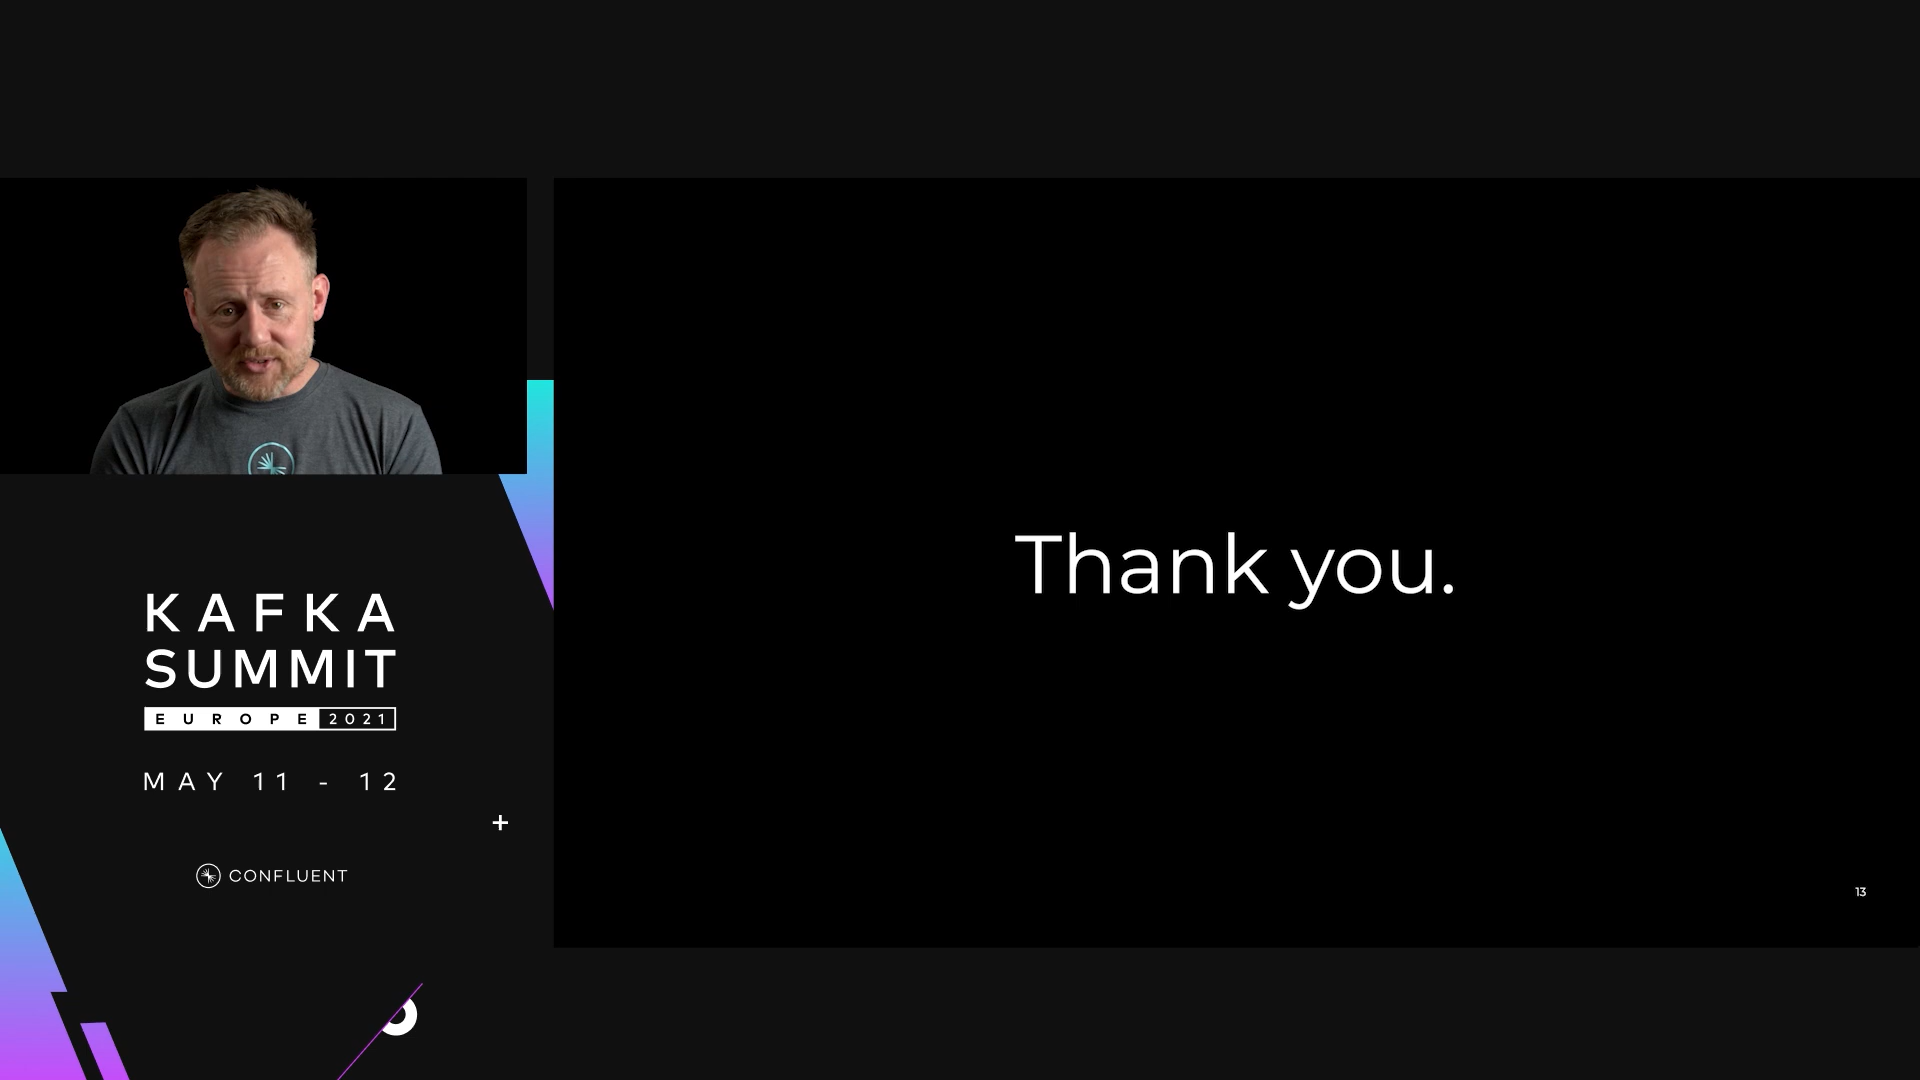 KAFKA
SUMMIT
EUROPE 2021
MAY 11 - 12
CONFLUENT
Thank you.
13